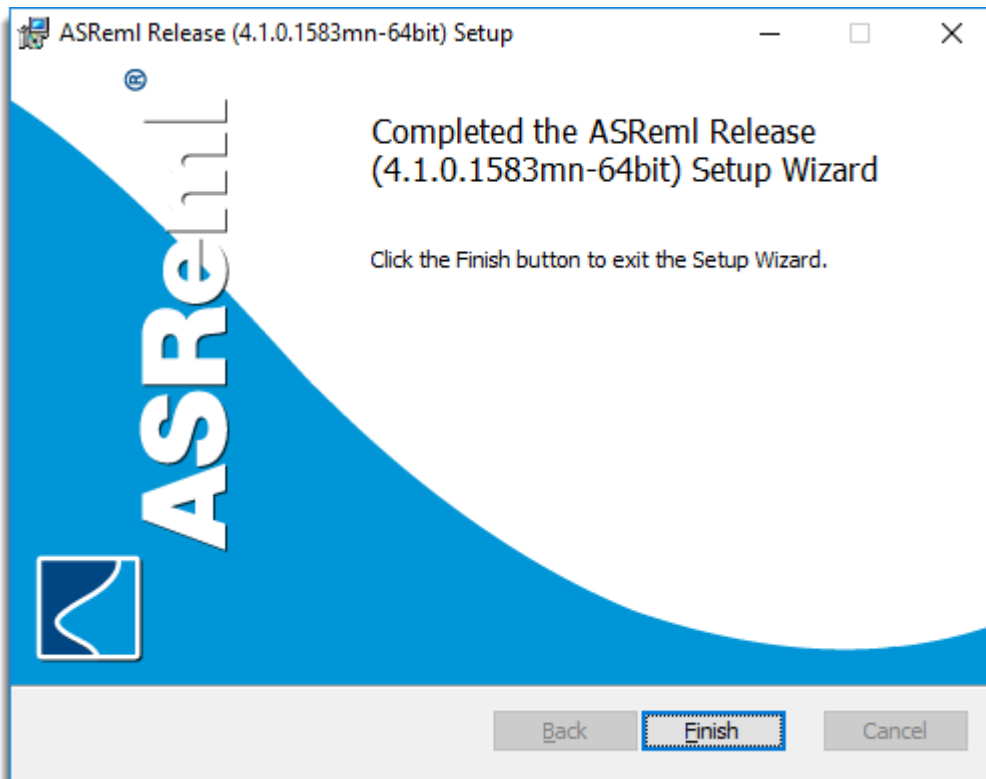 ASReml Release (4.1.0.1583mn-64bit) Setup
ASReml®
Completed the ASReml Release
(4.1.0.1583mn-64bit) Setup Wizard
Click the Finish button to exit the Setup Wizard.
Back
Finish
Cancel